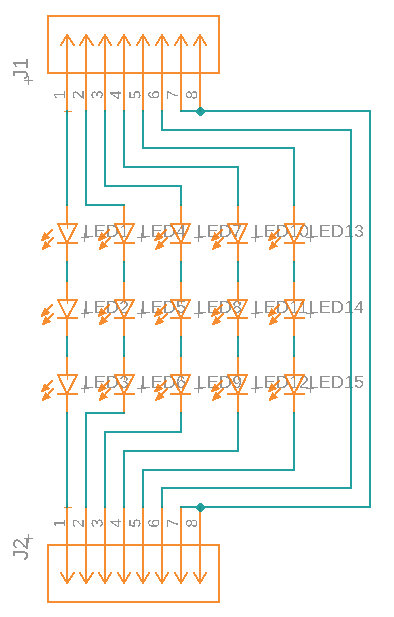 J1
1 2 3 4 5 6 7 8
LED1 LED4 LED7 LED10 LED13
LED2 LED5 LED8 LED11 LED14
LED3 LED6 LED9 LED12 LED15
1 2 3 4 5 6 7 8
J2